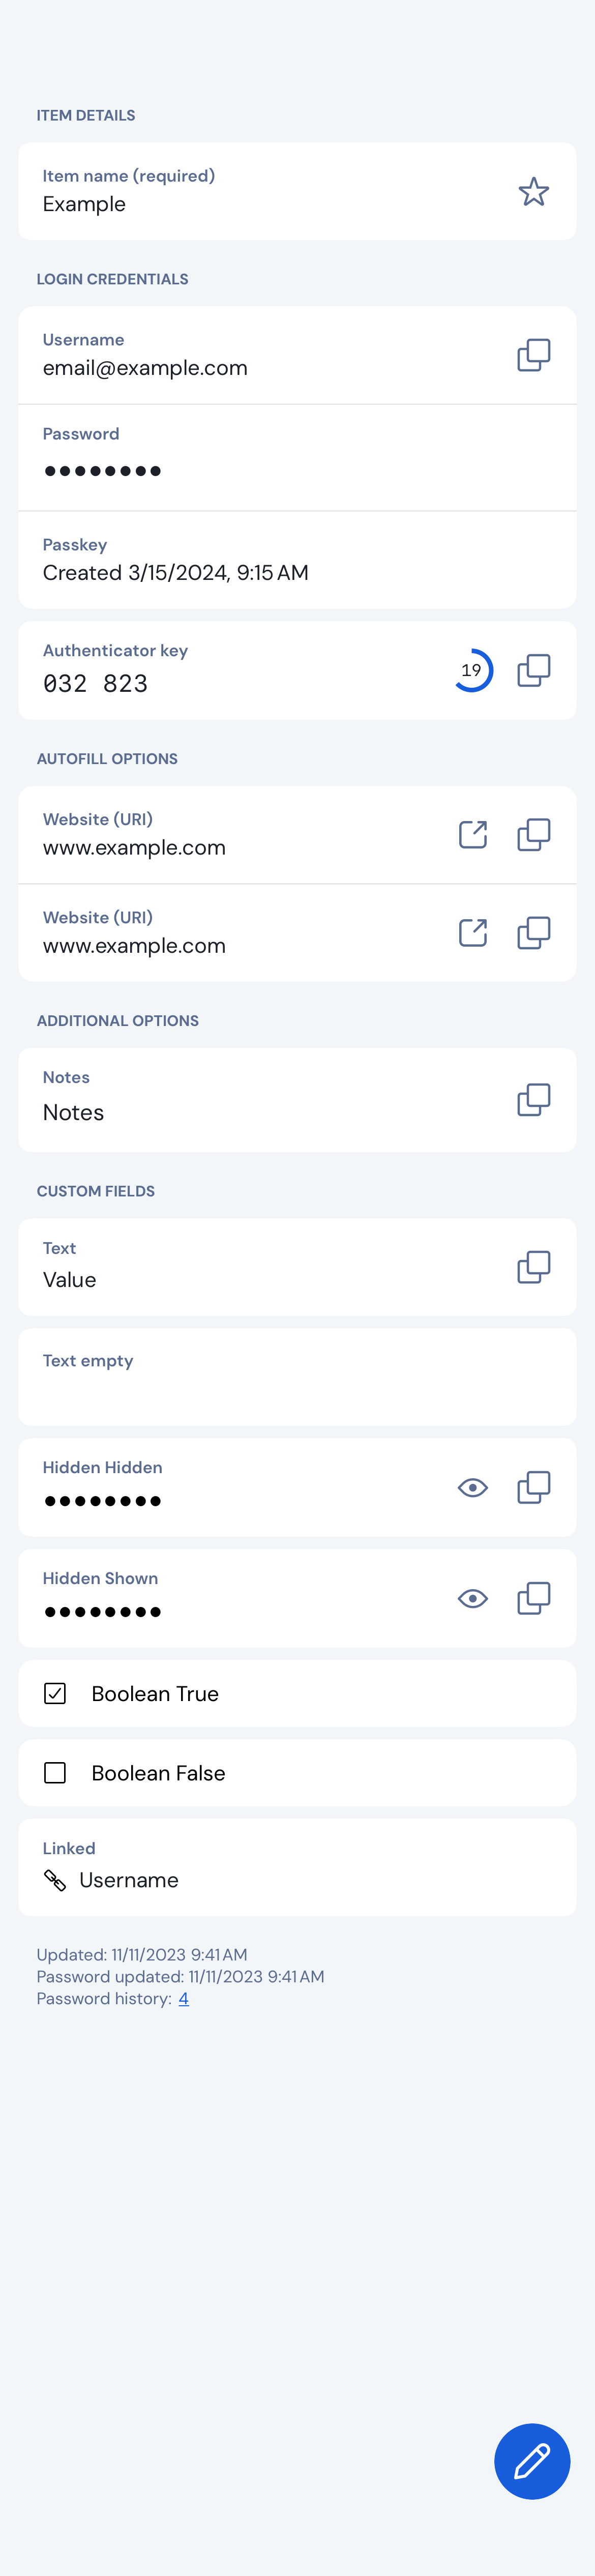 ITEM DETAILS
Item name (required)
Example
LOGIN CREDENTIALS
Username
email@example.com
Password
••••••••
Passkey
Created 3/15/2024, 9:15 AM
Authenticator key
032 823
19
AUTOFILL OPTIONS
Website (URI)
www.example.com
Website (URI)
www.example.com
ADDITIONAL OPTIONS
Notes
Notes
CUSTOM FIELDS
Text
Value
Text empty
Hidden Hidden
••••••••
Hidden Shown
••••••••
Boolean True
Boolean False
Linked
Username
Updated: 11/11/2023 9:41 AM
Password updated: 11/11/2023 9:41 AM
Password history: 4